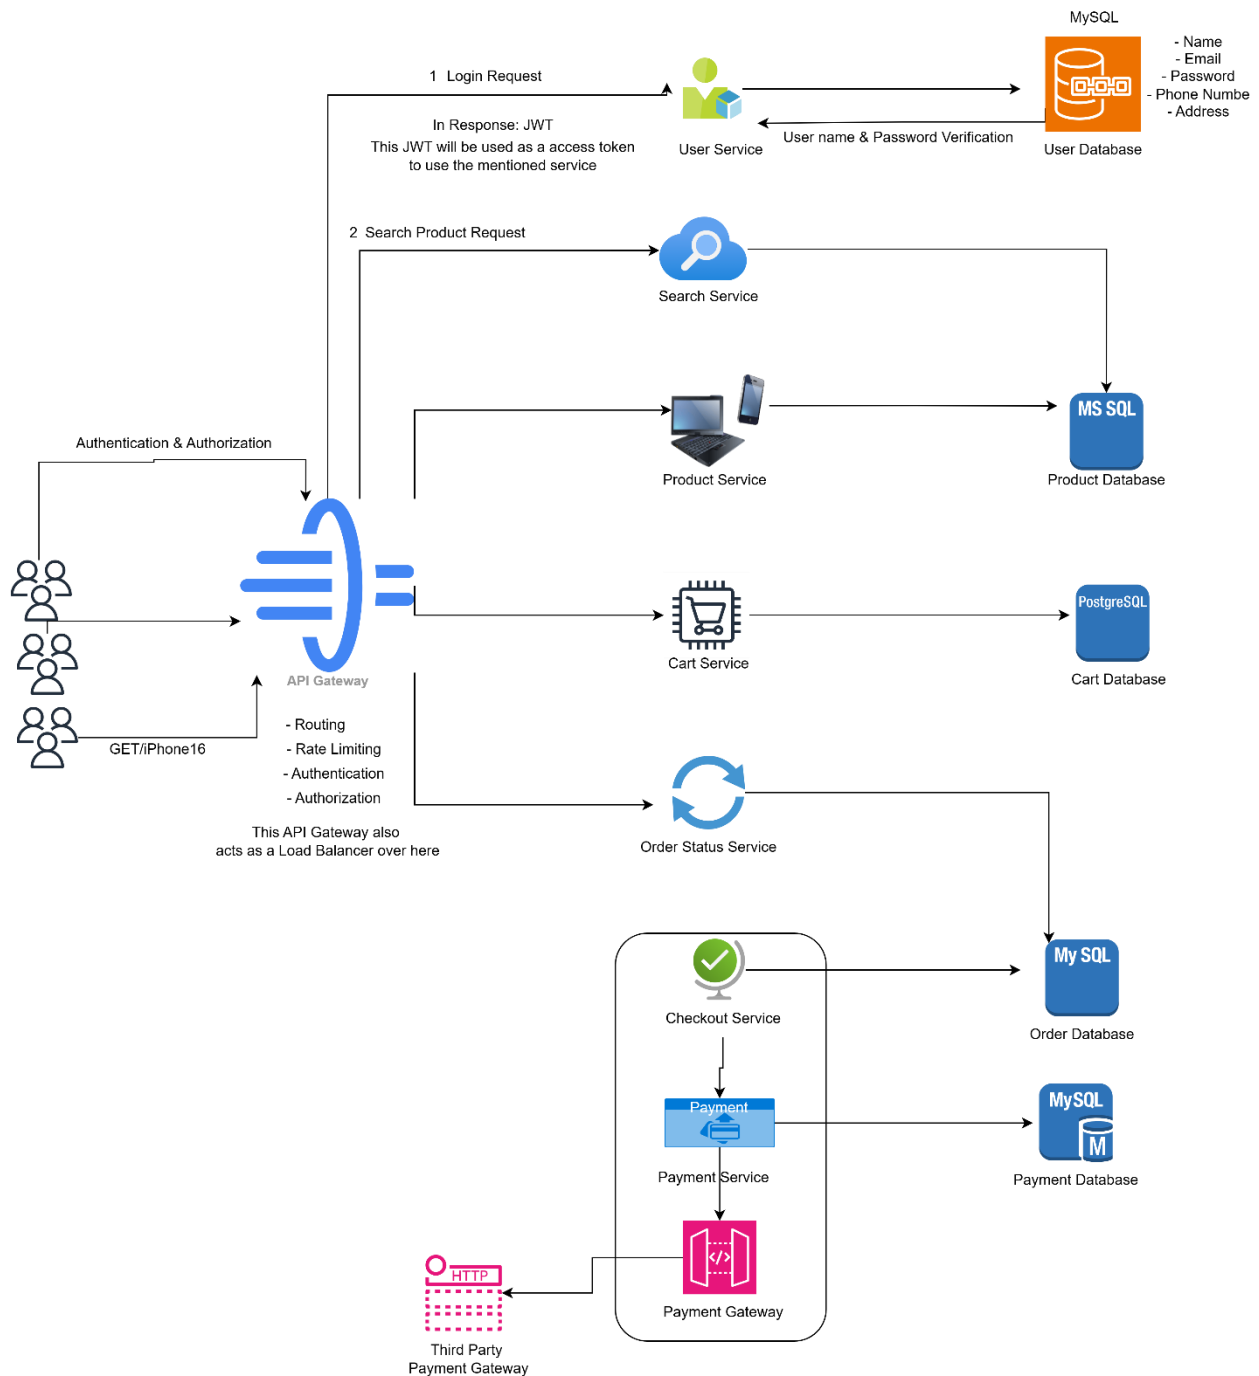 MySQL
- Name
- Email
- Password
- Phone Numbe
- Address
1 Login Request
In Response: JWT
This JWT will be used as a access token
to use the mentioned service
User Service
User name & Password Verification
User Database
2 Search Product Request
Search Service
MS SQL
Product Service
Product Database
Authentication & Authorization
PostgreSQL
Cart Service
Cart Database
API Gateway
- Routing
- Rate Limiting
- Authentication
- Authorization
This API Gateway also
acts as a Load Balancer over here
GET/iPhone16
Order Status Service
My SQL
Checkout Service
Order Database
Payment
MySQL
M
Payment Service
Payment Database
</>
HTTP
Payment Gateway
Third Party
Payment Gateway